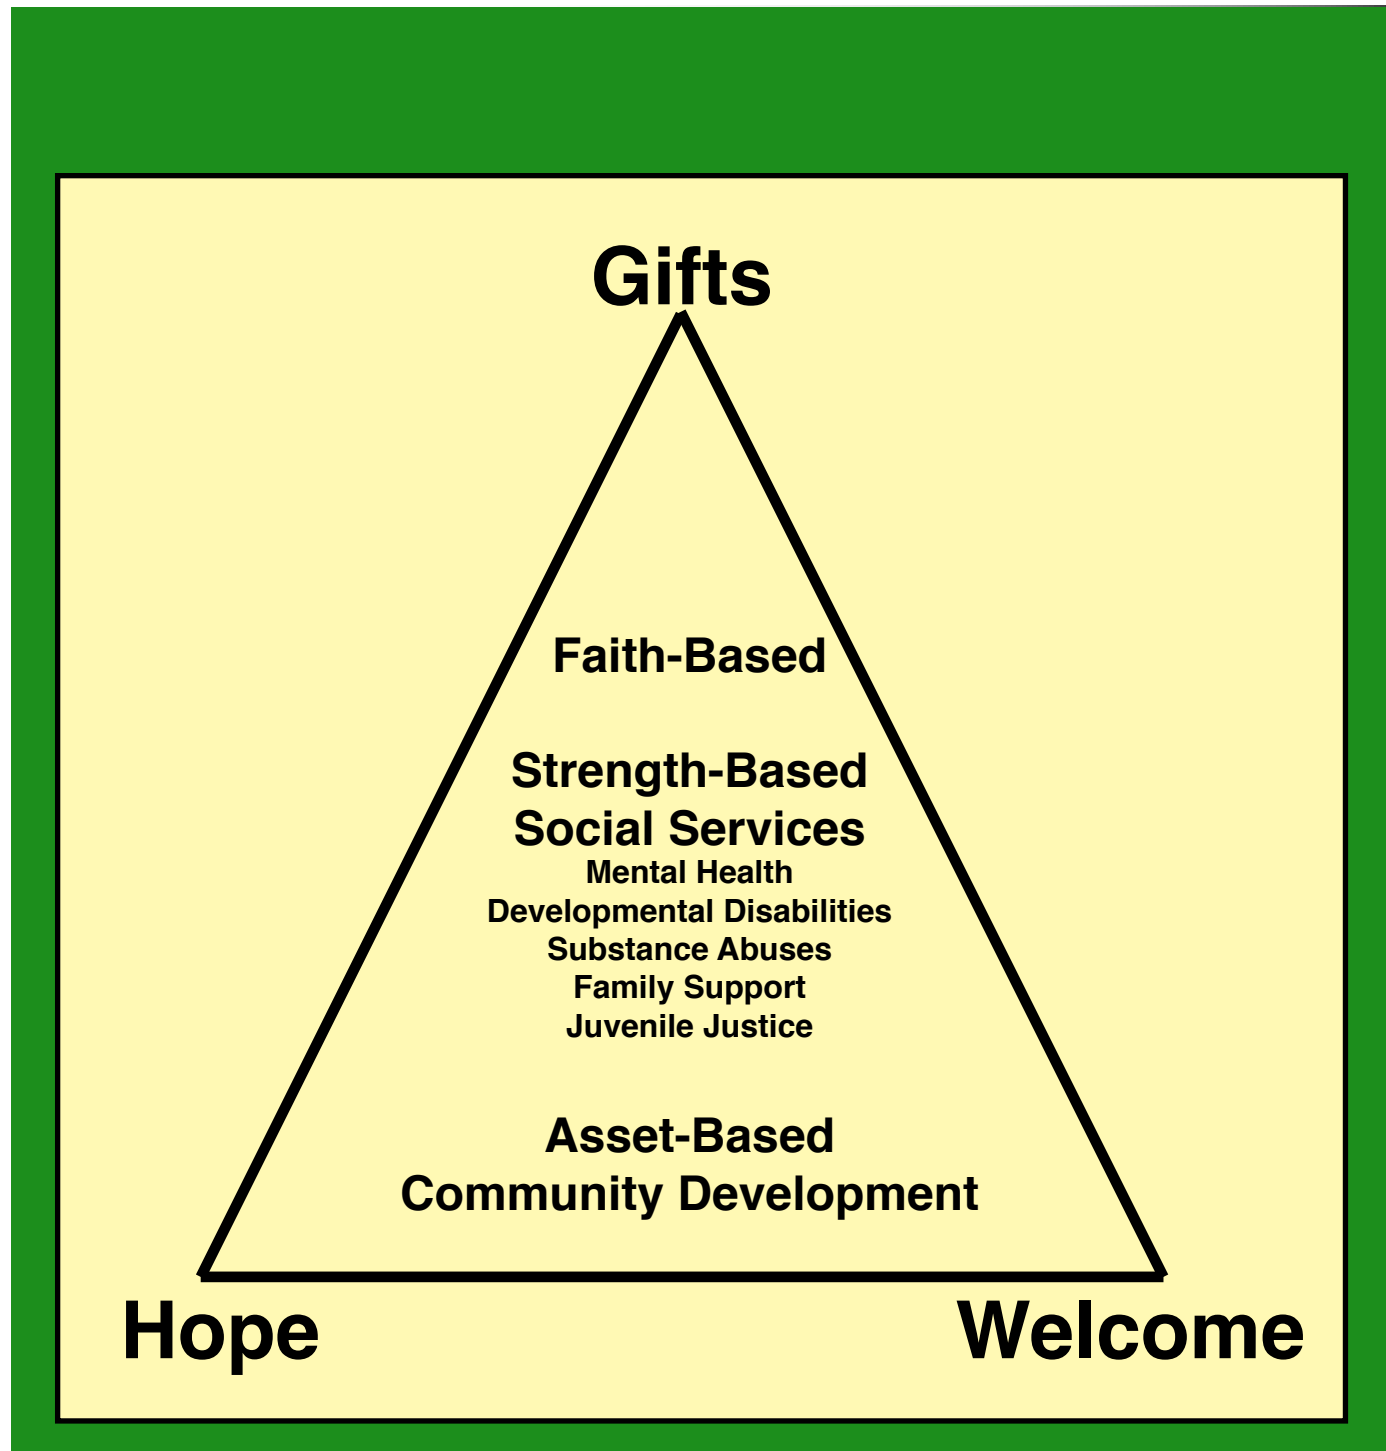 Gifts
Faith-Based
Strength-Based
Social Services
Mental Health
Developmental Disabilities
Substance Abuses
Family Support
Juvenile Justice
Asset-Based
Community Development
Hope
Welcome